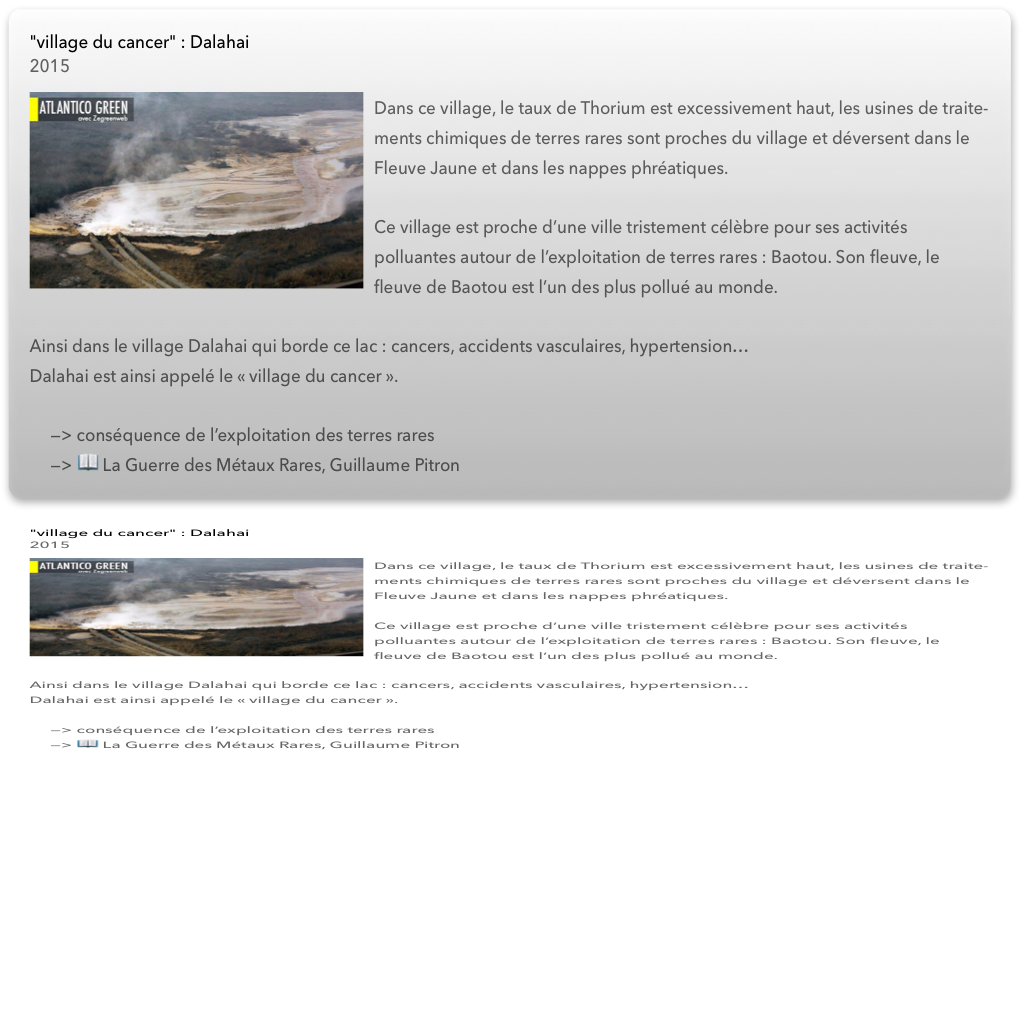 "village du cancer" : Dalahai
2015
ATLANTICO GREEN
avec Zegreenweb
Dans ce village, le taux de Thorium est excessivement haut, les usines de traite-
ments chimiques de terres rares sont proches du village et déversent dans le
Fleuve Jaune et dans les nappes phréatiques.
Ce village est proche d’une ville tristement célèbre pour ses activités
polluantes autour de l’exploitation de terres rares : Baotou. Son fleuve, le
fleuve de Baotou est l’un des plus pollué au monde.
Ainsi dans le village Dalahai qui borde ce lac : cancers, accidents vasculaires, hypertension…
Dalahai est ainsi appelé le « village du cancer ».
—> conséquence de l’exploitation des terres rares
—> 📖 La Guerre des Métaux Rares, Guillaume Pitron
"village du cancer" : Dalahai
2015
ATLANTICO GREEN
avec Zegreenweb
Dans ce village, le taux de Thorium est excessivement haut, les usines de traite-
ments chimiques de terres rares sont proches du village et déversent dans le
Fleuve Jaune et dans les nappes phréatiques.
Ce village est proche d’une ville tristement célèbre pour ses activités
polluantes autour de l’exploitation de terres rares : Baotou. Son fleuve, le
fleuve de Baotou est l’un des plus pollué au monde.
Ainsi dans le village Dalahai qui borde ce lac : cancers, accidents vasculaires, hypertension…
Dalahai est ainsi appelé le « village du cancer ».
—> conséquence de l’exploitation des terres rares
—> 📖 La Guerre des Métaux Rares, Guillaume Pitron